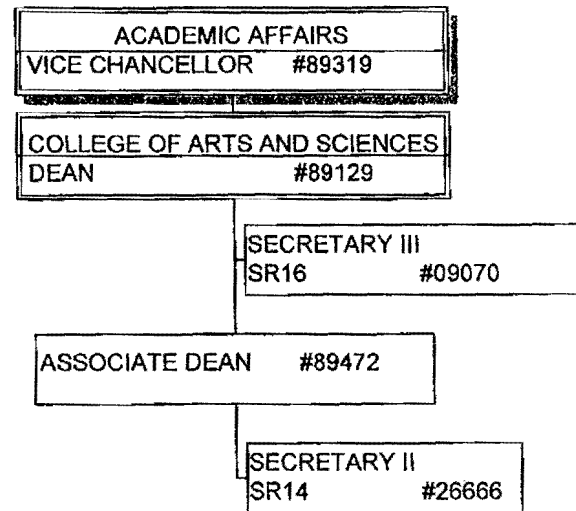 ACADEMIC AFFAIRS
VICE CHANCELLOR #89319
COLLEGE OF ARTS AND SCIENCES
DEAN #89129
SECRETARY III
SR16 #09070
ASSOCIATE DEAN #89472
SECRETARY II
SR14 #26666